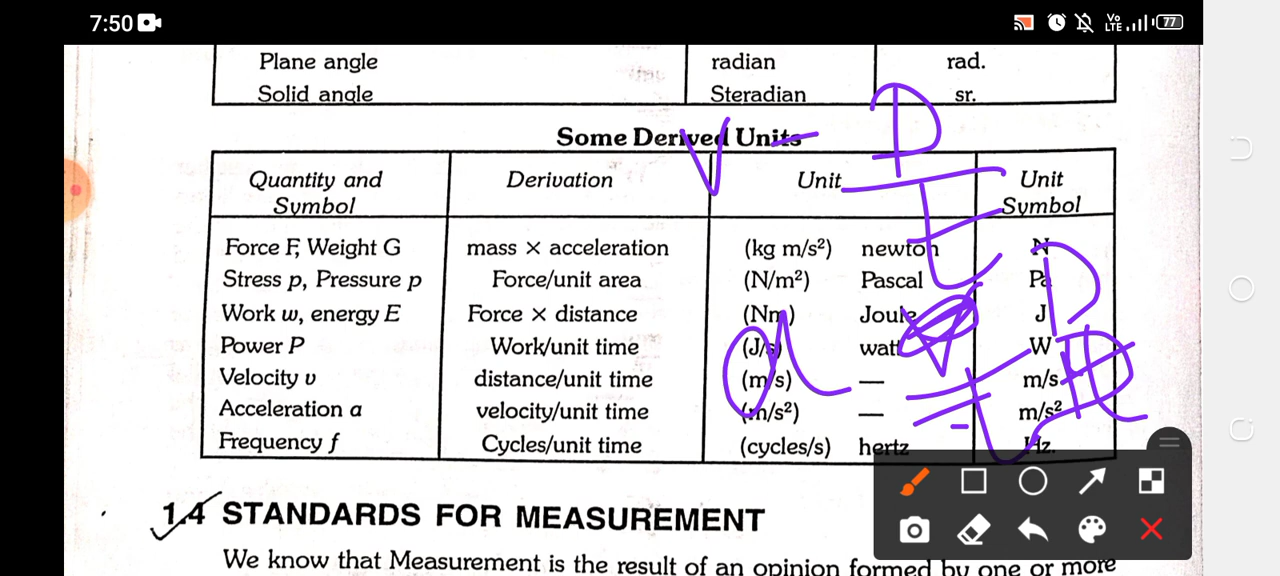 7:50
Vo LTE 77
Plane angle radian rad.
Solid angle Steradian sr.
Some Derived Units
Quantity and Symbol Derivation Unit Unit Symbol
Force F, Weight G mass × acceleration (kg m/s²) newton N
Stress p, Pressure p Force/unit area (N/m²) Pascal Pa
Work w, energy E Force × distance (Nm) Joule J
Power P Work/unit time (J/s) watt W
Velocity υ distance/unit time (m/s) — m/s
Acceleration a velocity/unit time (m/s²) — m/s²
Frequency f Cycles/unit time (cycles/s) hertz Hz.
V - D
t
a
D
1.4 STANDARDS FOR MEASUREMENT
We know that Measurement is the result of an opinion formed by one or more